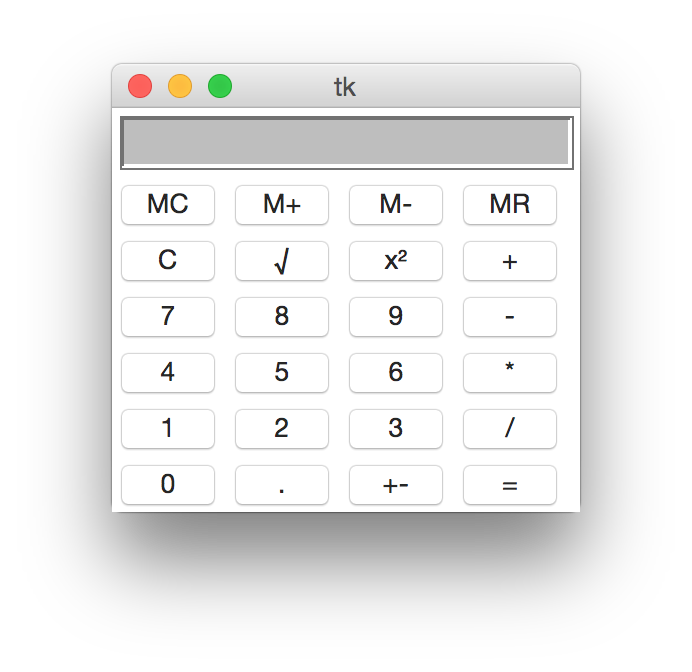 tk
MC M+ M- MR
C √ x² +
7 8 9 -
4 5 6 *
1 2 3 /
0 . +- =